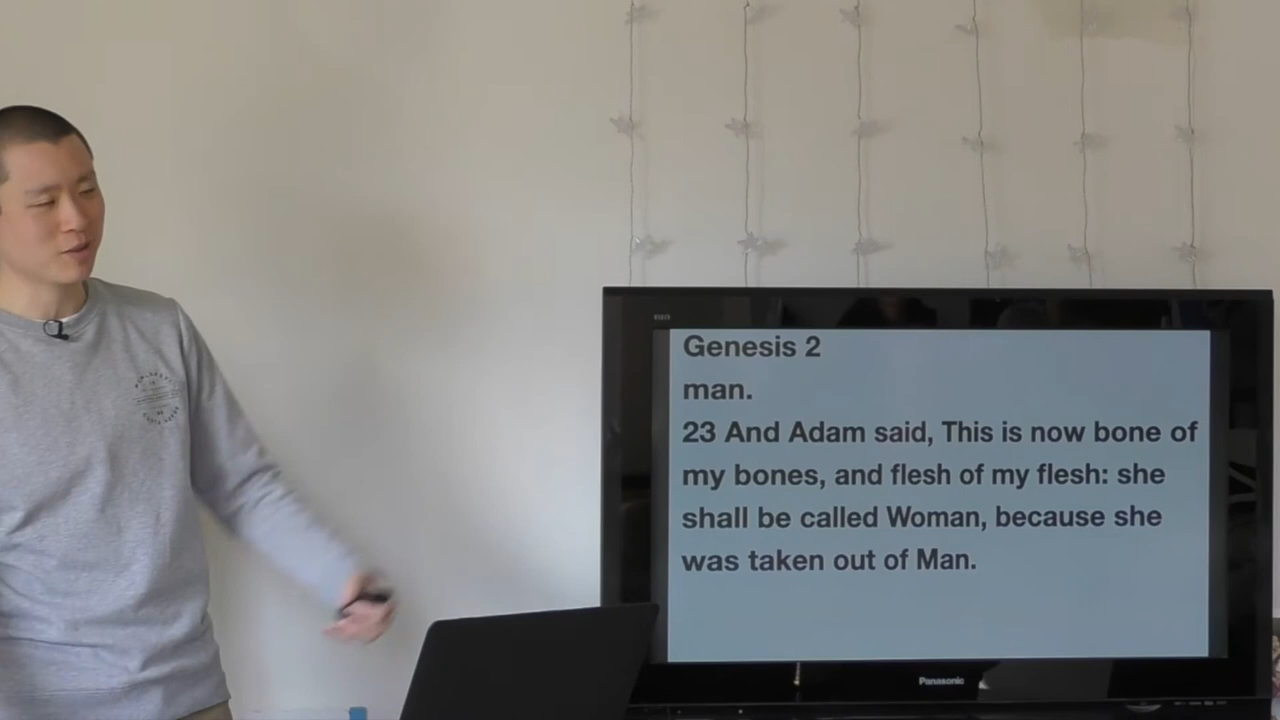 VIERA
Genesis 2
man.
23 And Adam said, This is now bone of
my bones, and flesh of my flesh: she
shall be called Woman, because she
was taken out of Man.
Panasonic